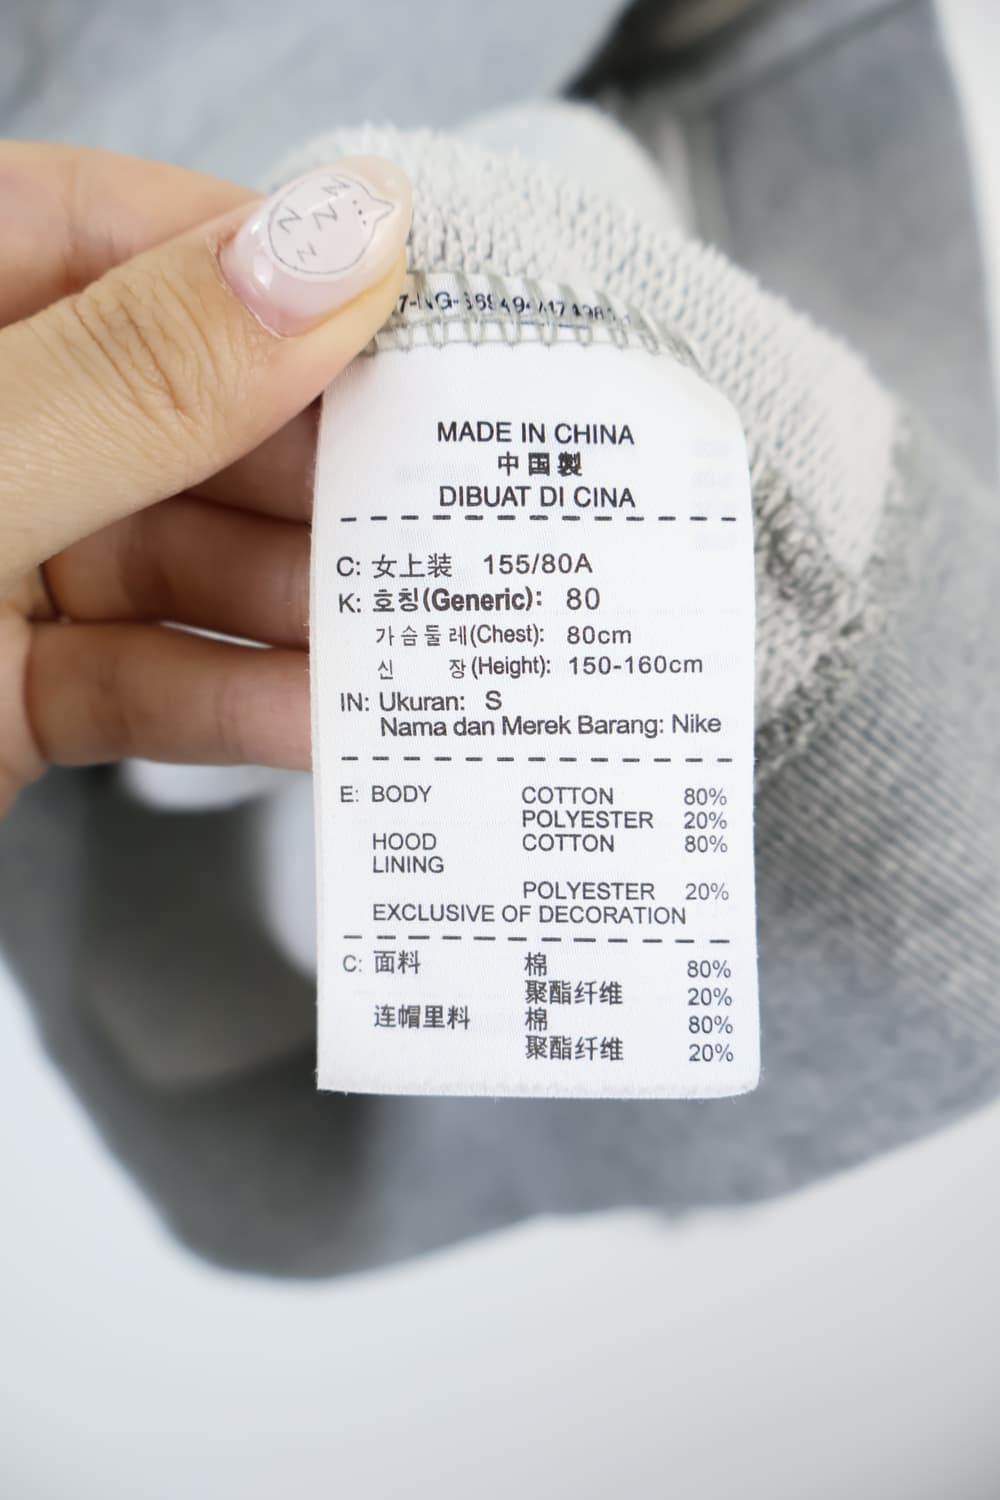 Z
Z
Z
Z
MADE IN CHINA
中国製
DIBUAT DI CINA
C: 女上装 155/80A
K: 호칭(Generic): 80
가슴둘레(Chest): 80cm
신 장(Height): 150-160cm
IN: Ukuran: S
Nama dan Merek Barang: Nike
E: BODY COTTON 80%
POLYESTER 20%
HOOD COTTON 80%
LINING
POLYESTER 20%
EXCLUSIVE OF DECORATION
C: 面料 棉 80%
聚酯纤维 20%
连帽里料 棉 80%
聚酯纤维 20%